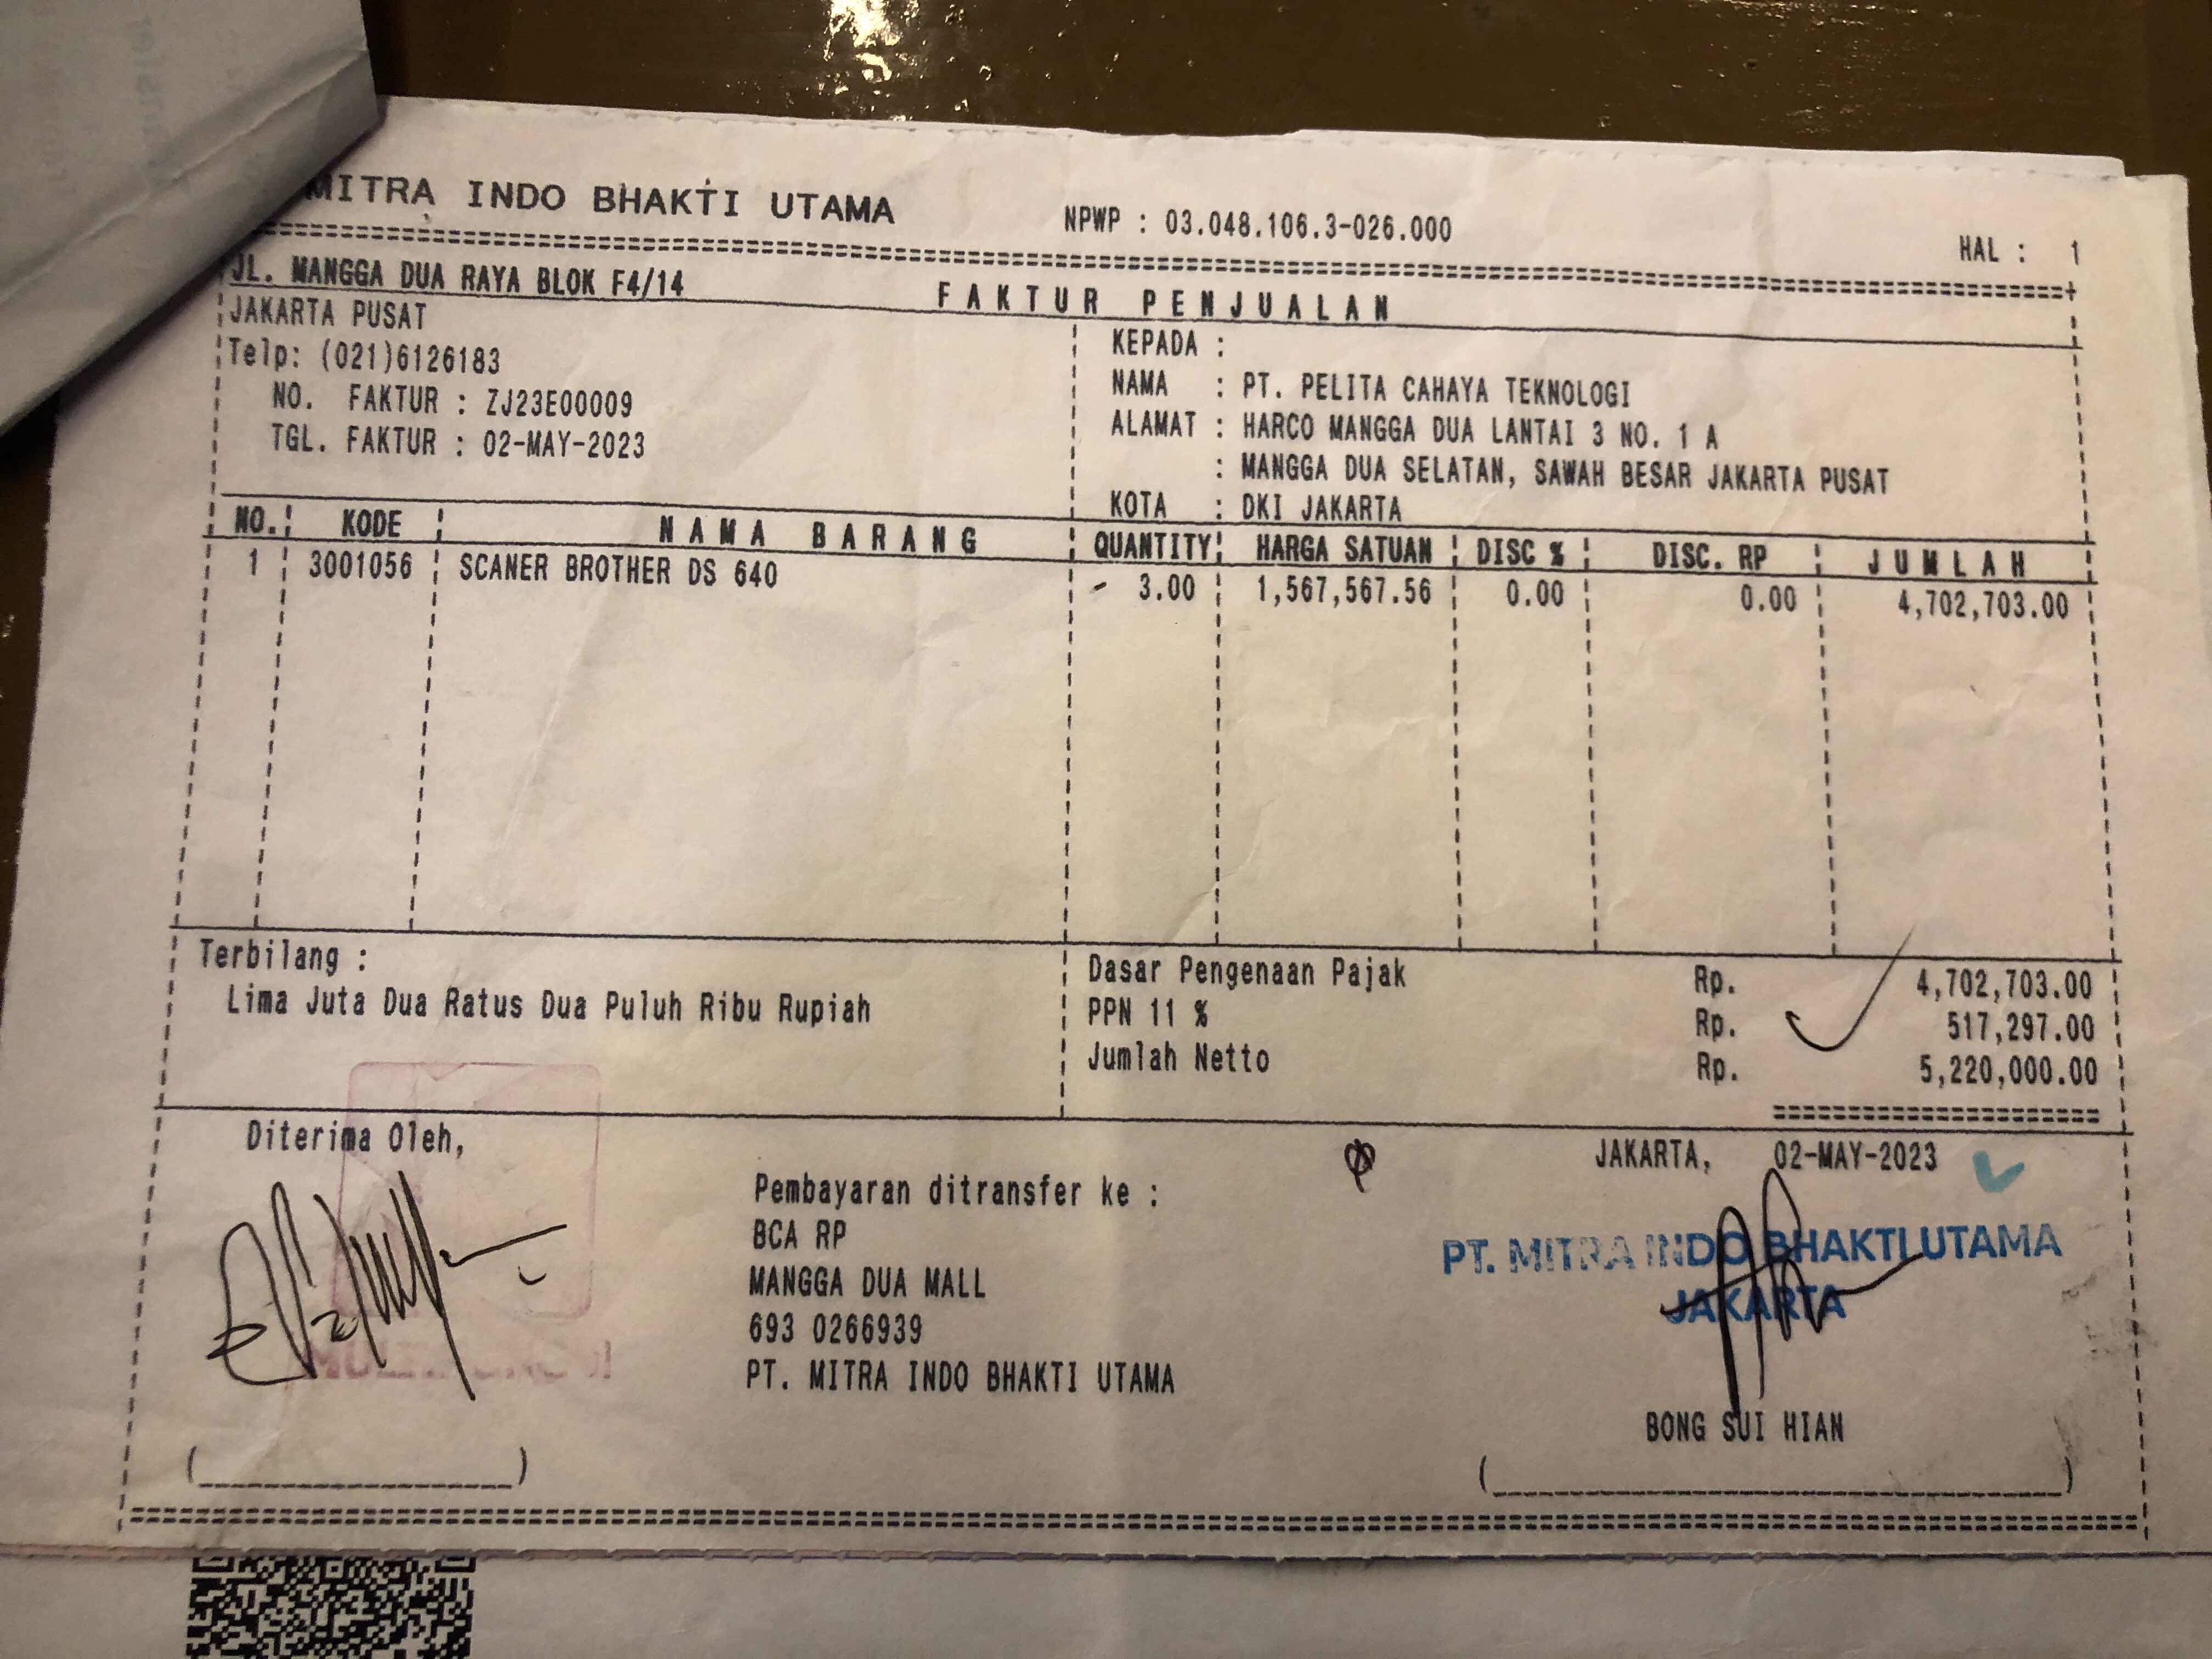 MITRA INDO BHAKTI UTAMA
NPWP : 03.048.106.3-026.000
HAL : 1
JL. MANGGA DUA RAYA BLOK F4/14
FAKTUR PENJUALAN
JAKARTA PUSAT
Telp: (021)6126183
NO. FAKTUR : ZJ23E00009
TGL. FAKTUR : 02-MAY-2023
KEPADA :
NAMA : PT. PELITA CAHAYA TEKNOLOGI
ALAMAT : HARCO MANGGA DUA LANTAI 3 NO. 1 A
: MANGGA DUA SELATAN, SAWAH BESAR JAKARTA PUSAT
KOTA : DKI JAKARTA
NO. KODE NAMA BARANG QUANTITY HARGA SATUAN DISC % DISC. RP JUMLAH
1 3001056 SCANER BROTHER DS 640 3.00 1,567,567.56 0.00 0.00 4,702,703.00
Terbilang :
Lima Juta Dua Ratus Dua Puluh Ribu Rupiah
Dasar Pengenaan Pajak Rp. 4,702,703.00
PPN 11 % Rp. 517,297.00
Jumlah Netto Rp. 5,220,000.00
Diterima Oleh,
Pembayaran ditransfer ke :
BCA RP
MANGGA DUA MALL
693 0266939
PT. MITRA INDO BHAKTI UTAMA
JAKARTA, 02-MAY-2023
PT. MITRA INDO BHAKTI UTAMA
JAKARTA
BONG SUI HIAN